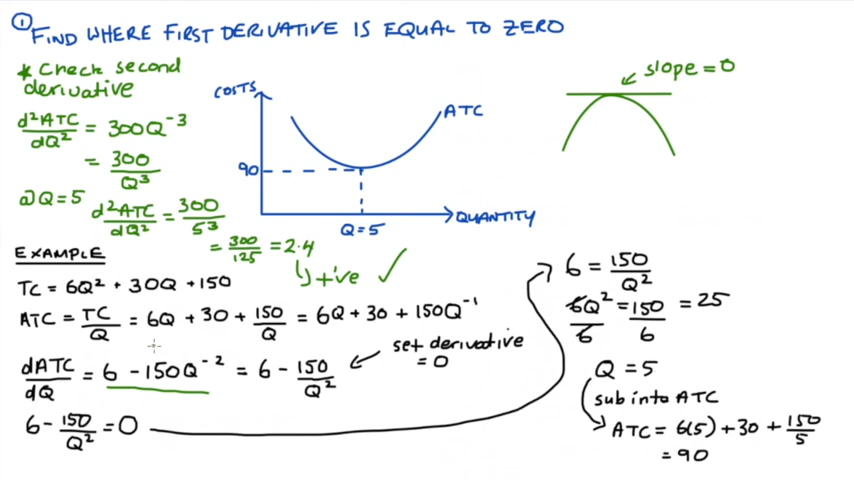 ① FIND WHERE FIRST DERIVATIVE IS EQUAL TO ZERO
* Check second
derivative
d²ATC/dQ² = 300Q⁻³
= 300/Q³
@Q=5
d²ATC/dQ² = 300/5³
= 300/125 = 2.4
↳ +ive ✓
COSTS
ATC
90
Q=5
QUANTITY
slope = 0
EXAMPLE
TC = 6Q² + 30Q + 150
ATC = TC/Q = 6Q + 30 + 150/Q = 6Q + 30 + 150Q⁻¹
dATC/dQ = 6 - 150Q⁻² = 6 - 150/Q²
set derivative
= 0
6 - 150/Q² = 0
6 = 150/Q²
6Q²/6 = 150/6 = 25
Q = 5
sub into ATC
ATC = 6(5) + 30 + 150/5
= 90